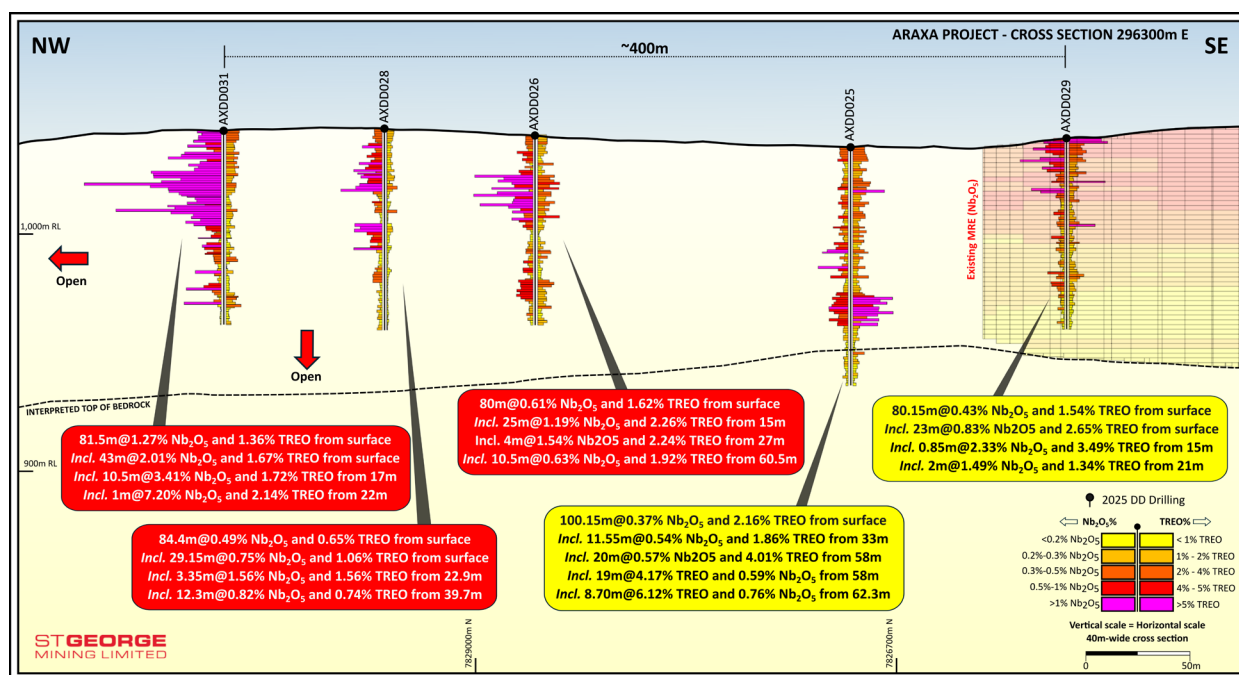 NW
ARAXA PROJECT - CROSS SECTION 296300m E
SE
~400m
AXDD031
AXDD028
AXDD026
AXDD025
AXDD029
Existing MRE (Nb₂O₅)
1,000m RL
Open
Open
INTERPRETED TOP OF BEDROCK
900m RL
81.5m@1.27% Nb₂O₅ and 1.36% TREO from surface
Incl. 43m@2.01% Nb₂O₅ and 1.67% TREO from surface
Incl. 10.5m@3.41% Nb₂O₅ and 1.72% TREO from 17m
Incl. 1m@7.20% Nb₂O₅ and 2.14% TREO from 22m
84.4m@0.49% Nb₂O₅ and 0.65% TREO from surface
Incl. 29.15m@0.75% Nb₂O₅ and 1.06% TREO from surface
Incl. 3.35m@1.56% Nb₂O₅ and 1.56% TREO from 22.9m
Incl. 12.3m@0.82% Nb₂O₅ and 0.74% TREO from 39.7m
80m@0.61% Nb₂O₅ and 1.62% TREO from surface
Incl. 25m@1.19% Nb₂O₅ and 2.26% TREO from 15m
Incl. 4m@1.54% Nb2O5 and 2.24% TREO from 27m
Incl. 10.5m@0.63% Nb₂O₅ and 1.92% TREO from 60.5m
100.15m@0.37% Nb₂O₅ and 2.16% TREO from surface
Incl. 11.55m@0.54% Nb₂O₅ and 1.86% TREO from 33m
Incl. 20m@0.57% Nb2O5 and 4.01% TREO from 58m
Incl. 19m@4.17% TREO and 0.59% Nb₂O₅ from 58m
Incl. 8.70m@6.12% TREO and 0.76% Nb₂O₅ from 62.3m
80.15m@0.43% Nb₂O₅ and 1.54% TREO from surface
Incl. 23m@0.83% Nb2O5 and 2.65% TREO from surface
Incl. 0.85m@2.33% Nb₂O₅ and 3.49% TREO from 15m
Incl. 2m@1.49% Nb₂O₅ and 1.34% TREO from 21m
2025 DD Drilling
Nb₂O₅% TREO%
<0.2% Nb₂O₅ < 1% TREO
0.2%-0.3% Nb₂O₅ 1% - 2% TREO
0.3%-0.5% Nb₂O₅ 2% - 4% TREO
0.5%-1% Nb₂O₅ 4% - 5% TREO
>1% Nb₂O₅ >5% TREO
Vertical scale = Horizontal scale
40m-wide cross section
0 50m
STGEORGE
MINING LIMITED
7829000m N
7826700m N